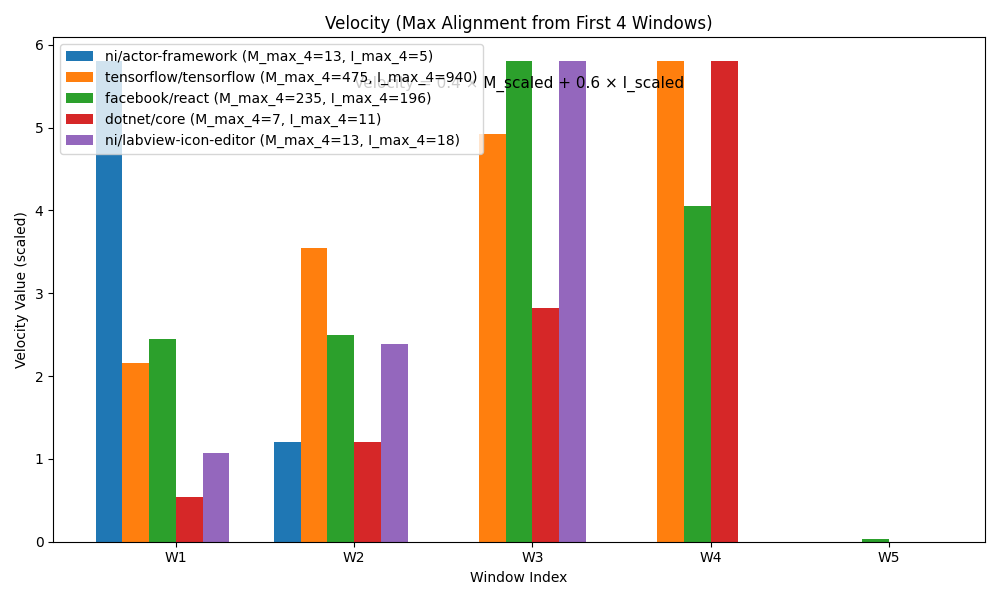 Velocity (Max Alignment from First 4 Windows)
ni/actor-framework (M_max_4=13, I_max_4=5)
tensorflow/tensorflow (M_max_4=475, I_max_4=940)
facebook/react (M_max_4=235, I_max_4=196)
dotnet/core (M_max_4=7, I_max_4=11)
ni/labview-icon-editor (M_max_4=13, I_max_4=18)
Velocity = 0.4 × M_scaled + 0.6 × I_scaled
Velocity Value (scaled)
6
5
4
3
2
1
0
W1 W2 W3 W4 W5
Window Index